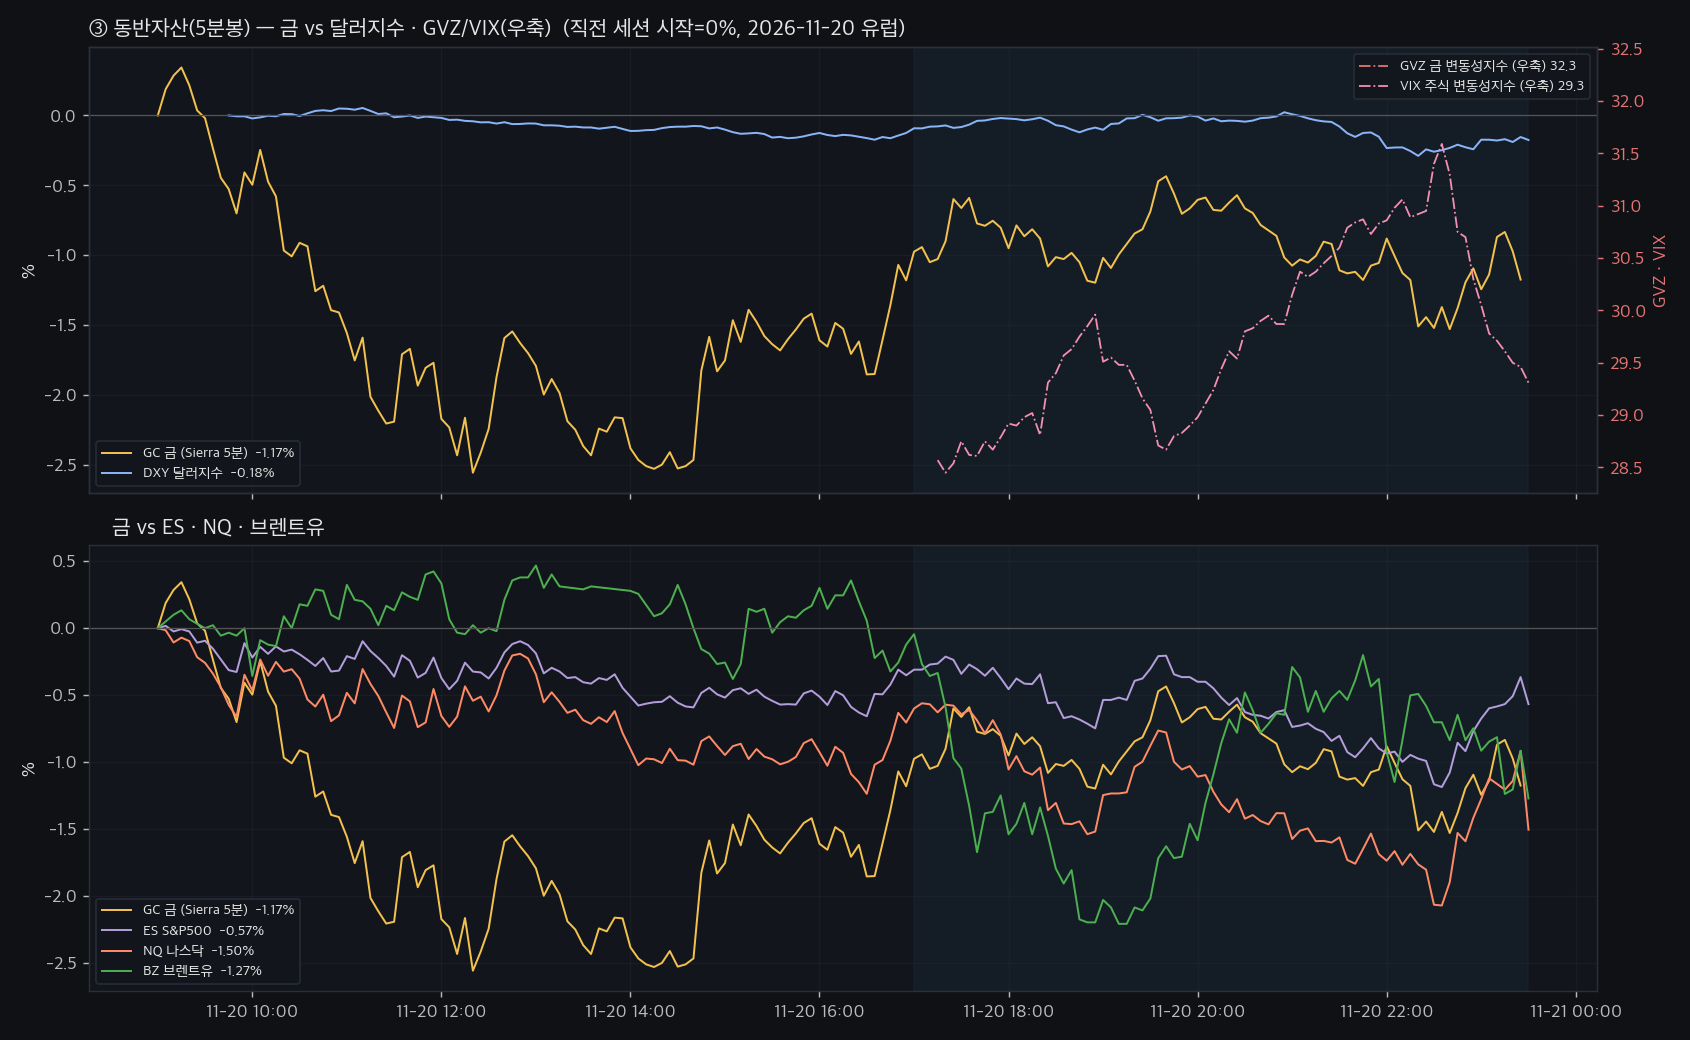 ③ 동반자산(5분봉) — 금 vs 달러지수 · GVZ/VIX(우축) (직전 세션 시작=0%, 2026-11-20 유럽)
GVZ 금 변동성지수 (우축) 32.3
VIX 주식 변동성지수 (우축) 29.3
0.0
-0.5
-1.0
-1.5
-2.0
-2.5
%
32.5
32.0
31.5
31.0
30.5
30.0
29.5
29.0
28.5
GVZ · VIX
GC 금 (Sierra 5분) -1.17%
DXY 달러지수 -0.18%
금 vs ES · NQ · 브렌트유
0.5
0.0
-0.5
-1.0
-1.5
-2.0
-2.5
%
GC 금 (Sierra 5분) -1.17%
ES S&P500 -0.57%
NQ 나스닥 -1.50%
BZ 브렌트유 -1.27%
11-20 10:00
11-20 12:00
11-20 14:00
11-20 16:00
11-20 18:00
11-20 20:00
11-20 22:00
11-21 00:00